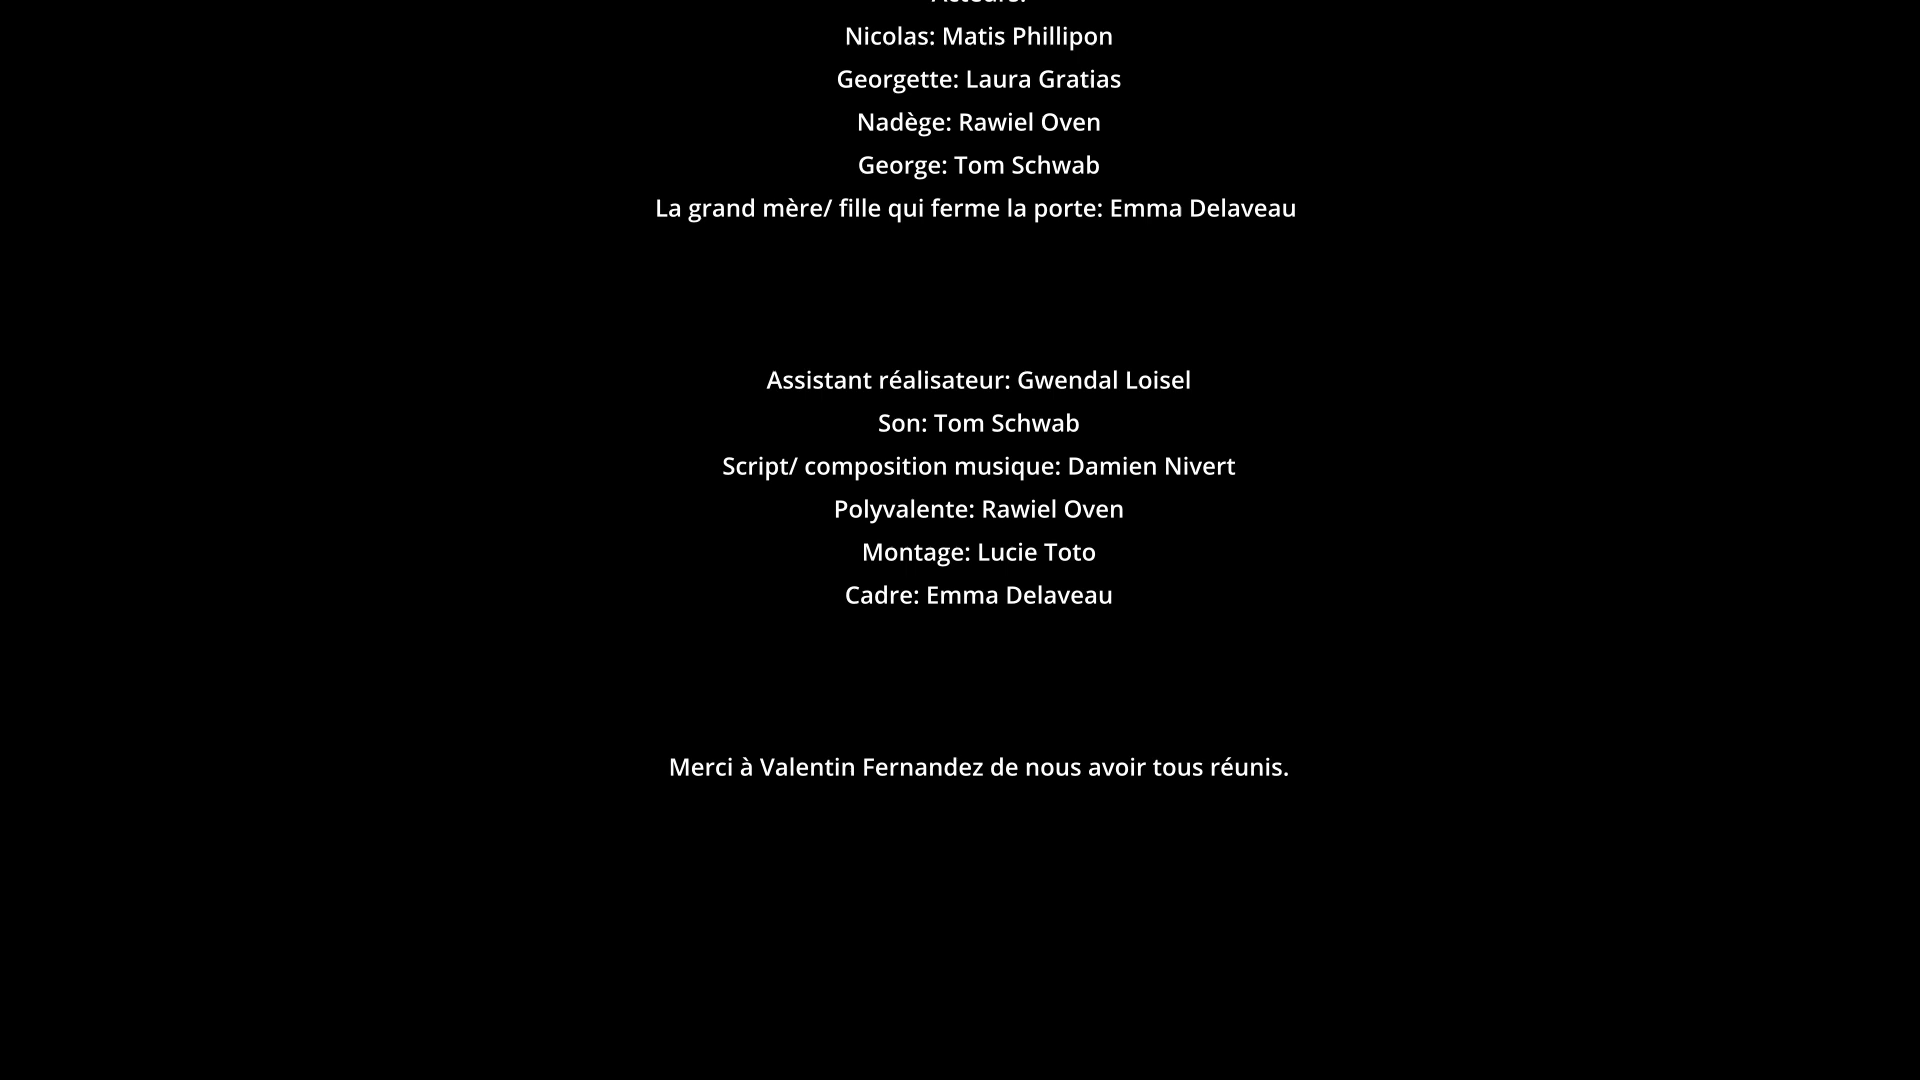 Acteurs:
Nicolas: Matis Phillipon
Georgette: Laura Gratias
Nadège: Rawiel Oven
George: Tom Schwab
La grand mère/ fille qui ferme la porte: Emma Delaveau
Assistant réalisateur: Gwendal Loisel
Son: Tom Schwab
Script/ composition musique: Damien Nivert
Polyvalente: Rawiel Oven
Montage: Lucie Toto
Cadre: Emma Delaveau
Merci à Valentin Fernandez de nous avoir tous réunis.